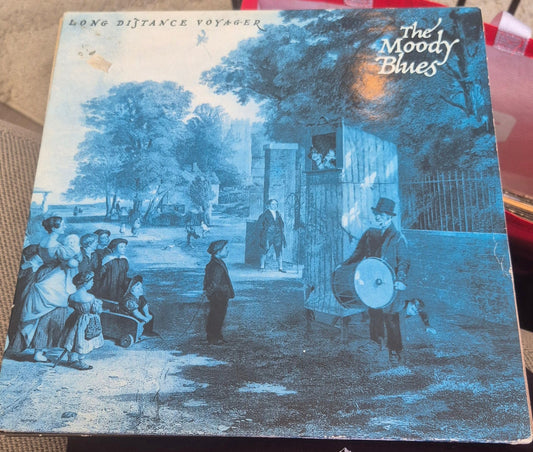 LONG DISTANCE VOYAGER
The
Moody
Blues